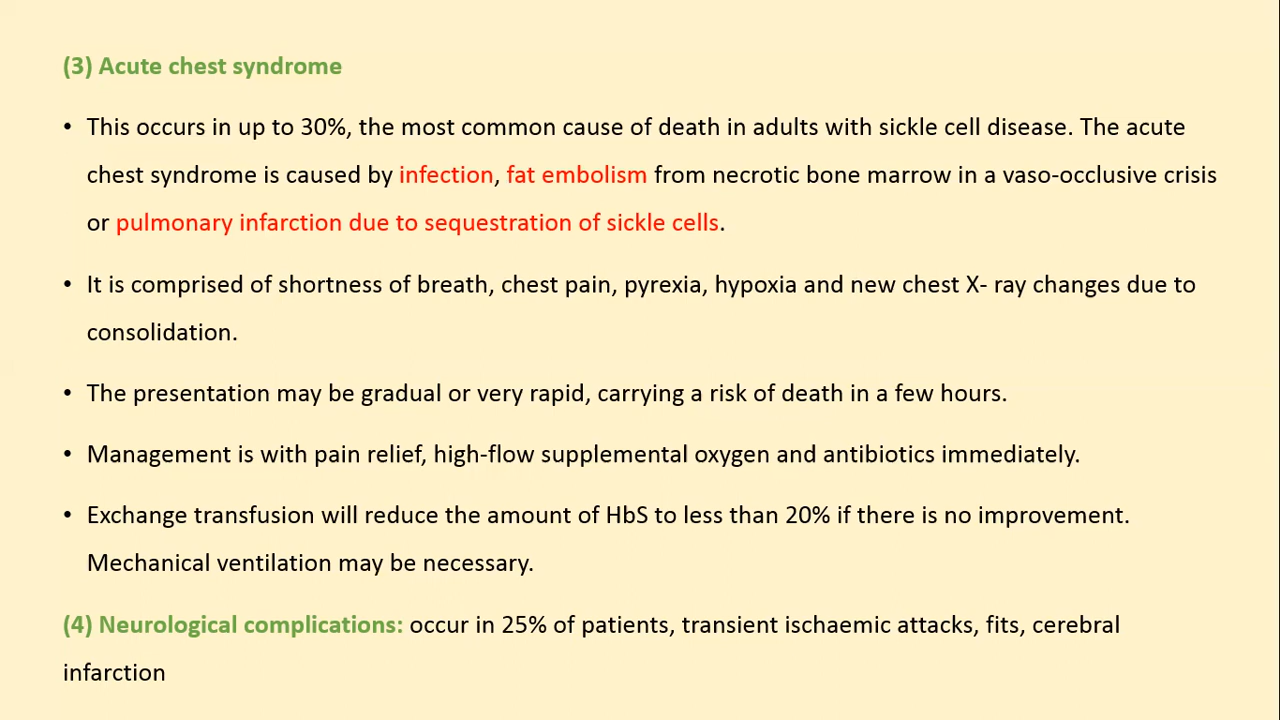 (3) Acute chest syndrome
• This occurs in up to 30%, the most common cause of death in adults with sickle cell disease. The acute
chest syndrome is caused by infection, fat embolism from necrotic bone marrow in a vaso-occlusive crisis
or pulmonary infarction due to sequestration of sickle cells.
• It is comprised of shortness of breath, chest pain, pyrexia, hypoxia and new chest X- ray changes due to
consolidation.
• The presentation may be gradual or very rapid, carrying a risk of death in a few hours.
• Management is with pain relief, high-flow supplemental oxygen and antibiotics immediately.
• Exchange transfusion will reduce the amount of HbS to less than 20% if there is no improvement.
Mechanical ventilation may be necessary.
(4) Neurological complications: occur in 25% of patients, transient ischaemic attacks, fits, cerebral
infarction